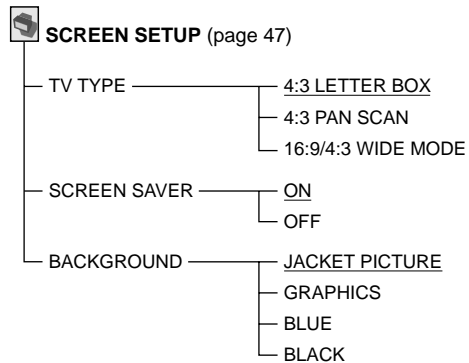 SCREEN SETUP (page 47)
TV TYPE
4:3 LETTER BOX
4:3 PAN SCAN
16:9/4:3 WIDE MODE
SCREEN SAVER
ON
OFF
BACKGROUND
JACKET PICTURE
GRAPHICS
BLUE
BLACK